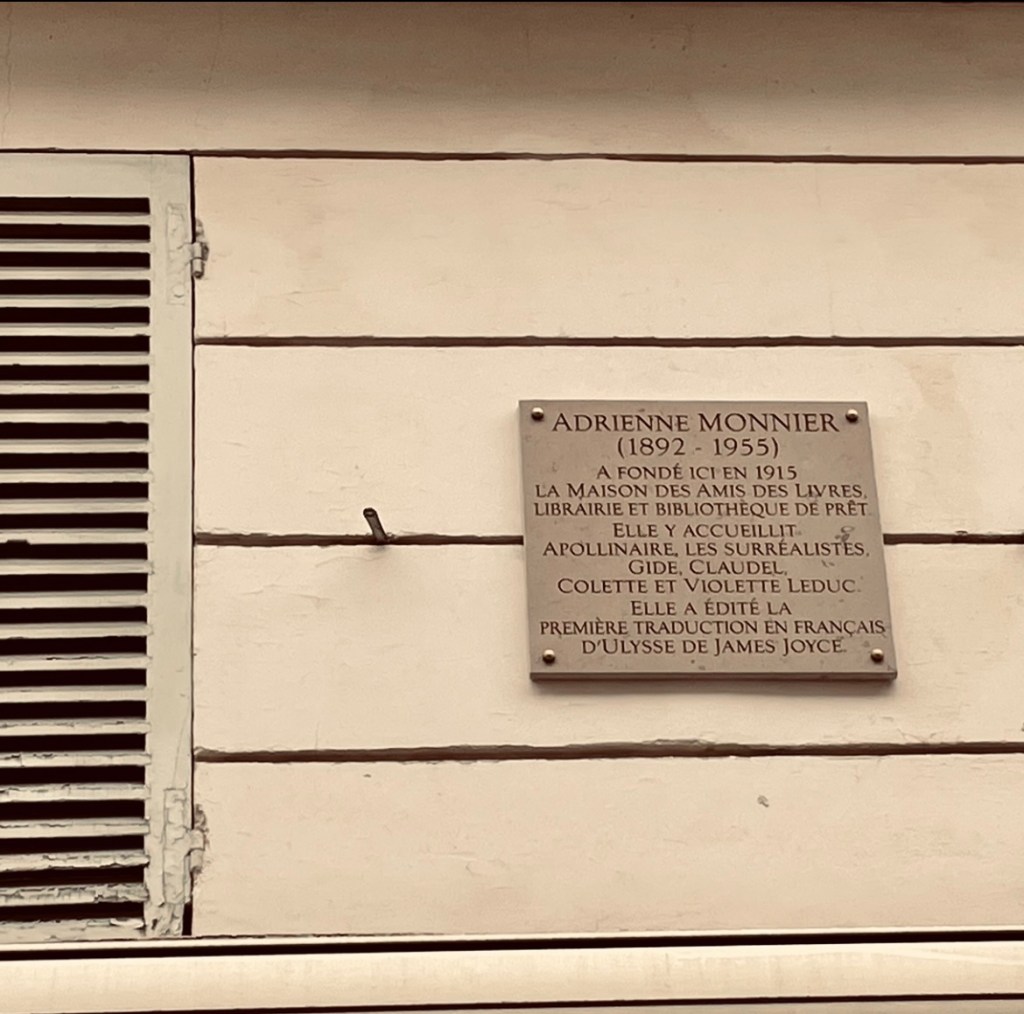 ADRIENNE MONNIER
(1892 - 1955)
A FONDÉ ICI EN 1915
LA MAISON DES AMIS DES LIVRES,
LIBRAIRIE ET BIBLIOTHÈQUE DE PRÊT.
ELLE Y ACCUEILLIT
APOLLINAIRE, LES SURRÉALISTES,
GIDE, CLAUDEL,
COLETTE ET VIOLETTE LEDUC.
ELLE A ÉDITÉ LA
PREMIÈRE TRADUCTION EN FRANÇAIS
D'ULYSSE DE JAMES JOYCE.